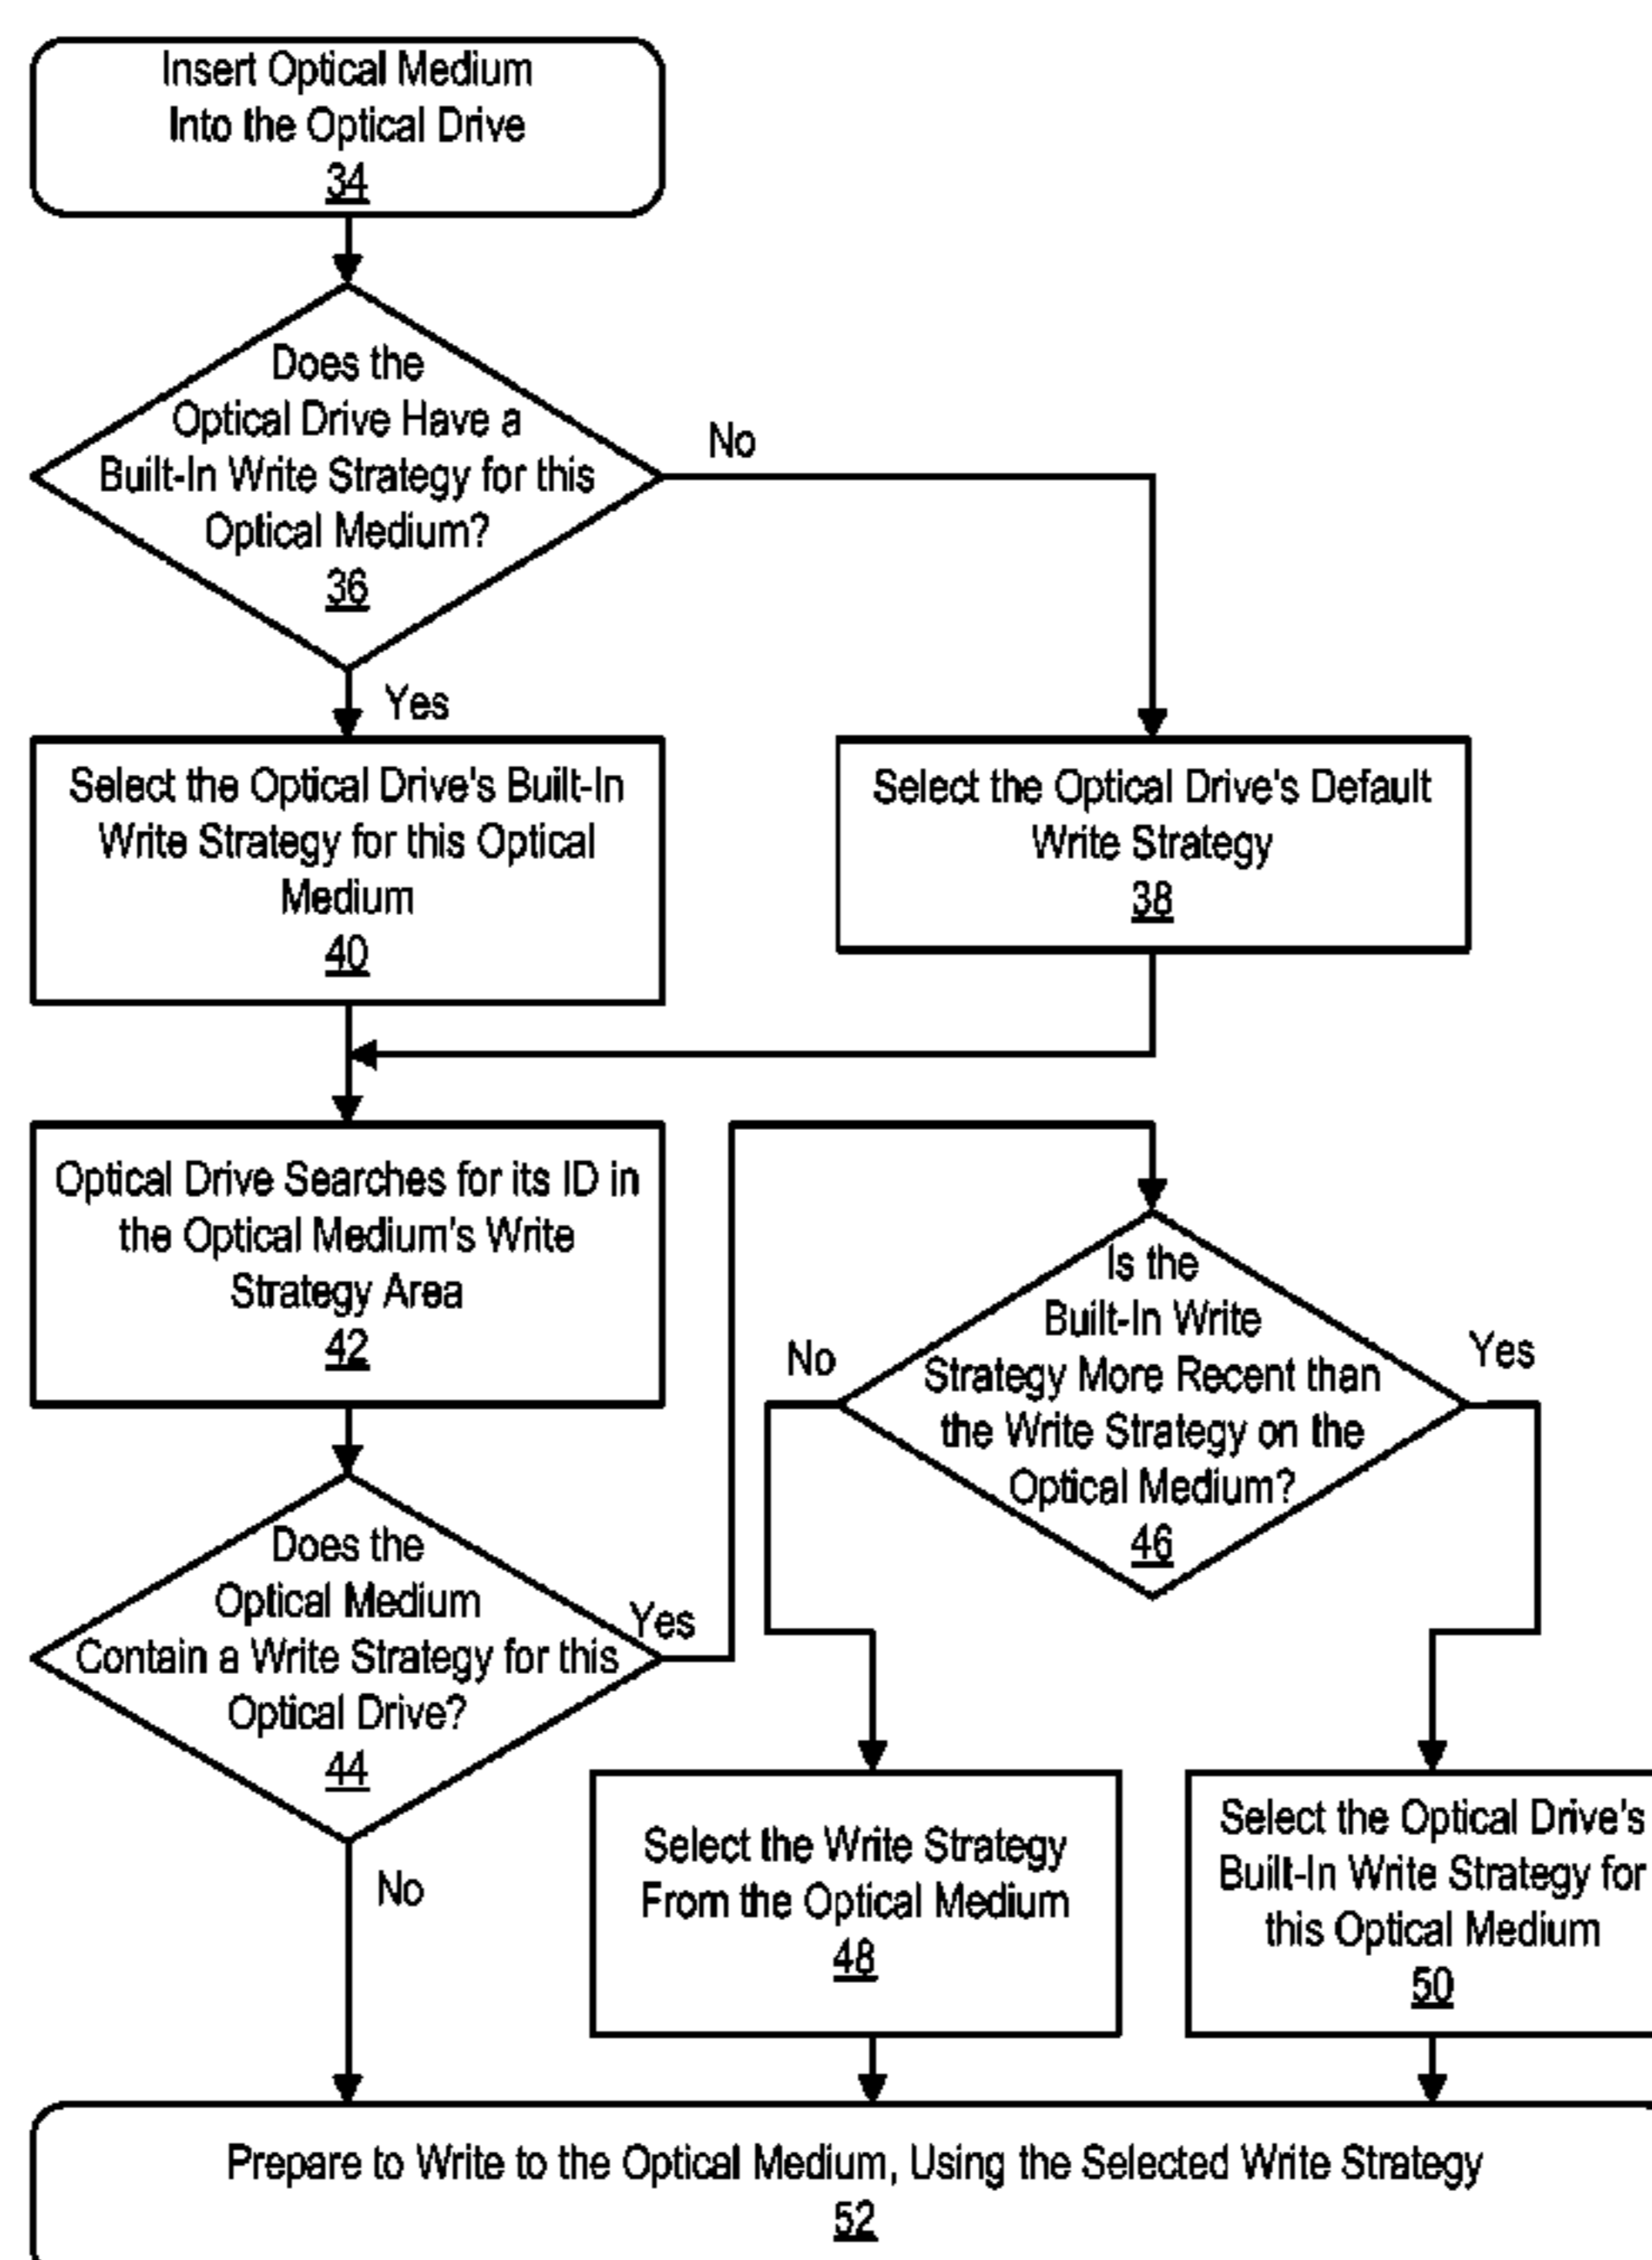 Insert Optical Medium
Into the Optical Drive
34
Does the
Optical Drive Have a
Built-In Write Strategy for this
Optical Medium?
36
No
Yes
Select the Optical Drive's Built-In
Write Strategy for this Optical
Medium
40
Select the Optical Drive's Default
Write Strategy
38
Optical Drive Searches for its ID in
the Optical Medium's Write
Strategy Area
42
Does the
Optical Medium
Contain a Write Strategy for this
Optical Drive?
44
Yes
No
Is the
Built-In Write
Strategy More Recent than
the Write Strategy on the
Optical Medium?
46
No
Yes
Select the Write Strategy
From the Optical Medium
48
Select the Optical Drive's
Built-In Write Strategy for
this Optical Medium
50
Prepare to Write to the Optical Medium, Using the Selected Write Strategy
52